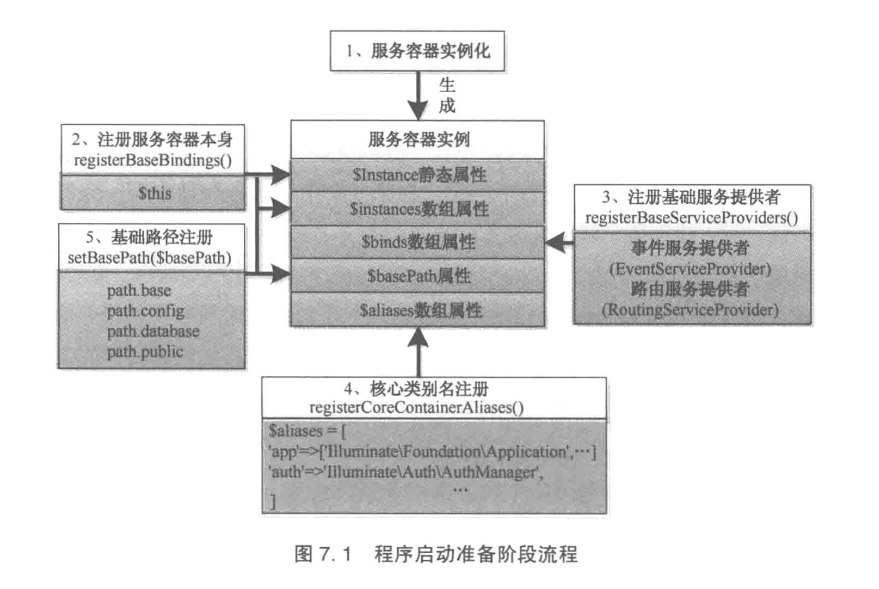 1、服务容器实例化
生
成
2、注册服务容器本身
registerBaseBindings()
$this
服务容器实例
$Instance静态属性
$instances数组属性
$binds数组属性
$basePath属性
$aliases数组属性
3、注册基础服务提供者
registerBaseServiceProviders()
事件服务提供者
(EventServiceProvider)
路由服务提供者
(RoutingServiceProvider)
5、基础路径注册
setBasePath($basePath)
path.base
path.config
path.database
path.public
4、核心类别名注册
registerCoreContainerAliases()
$aliases = [
'app'=>['Illuminate\Foundation\Application',…]
'auth'=>'Illuminate\Auth\AuthManager',
…
]
图 7. 1 程序启动准备阶段流程